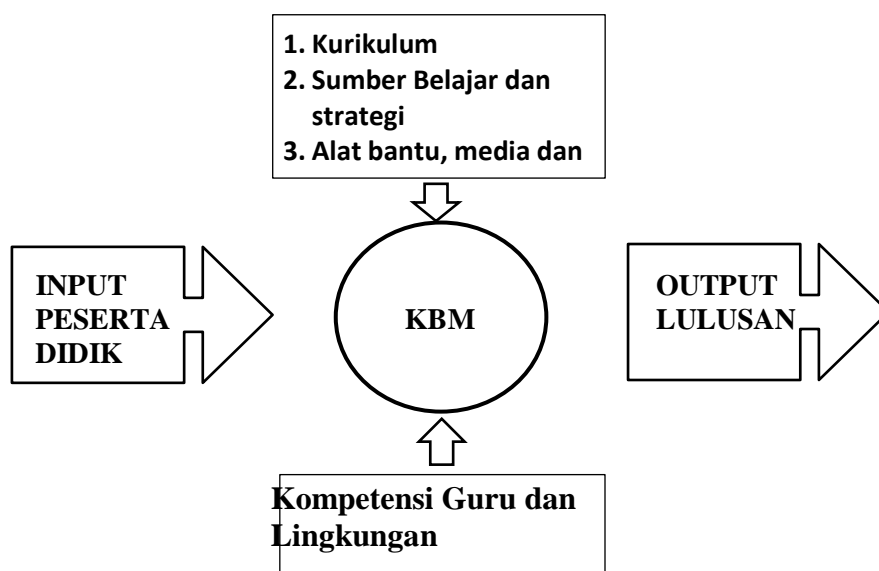 1. Kurikulum
2. Sumber Belajar dan
strategi
3. Alat bantu, media dan
INPUT
PESERTA
DIDIK
KBM
OUTPUT
LULUSAN
Kompetensi Guru dan
Lingkungan